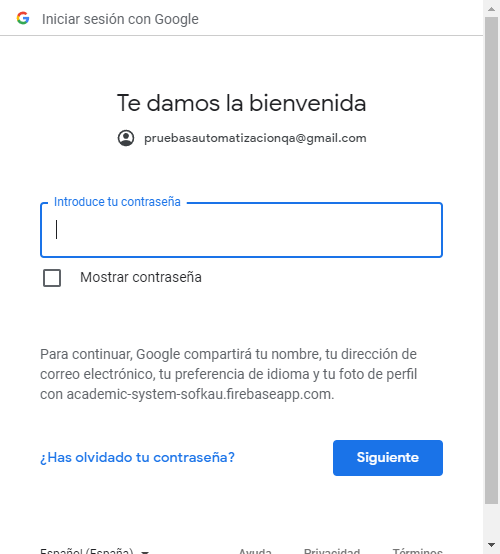 Iniciar sesión con Google
Te damos la bienvenida
pruebasautomatizacionqa@gmail.com
Introduce tu contraseña
Mostrar contraseña
Para continuar, Google compartirá tu nombre, tu dirección de
correo electrónico, tu preferencia de idioma y tu foto de perfil
con academic-system-sofkau.firebaseapp.com.
¿Has olvidado tu contraseña? Siguiente
Español (España) Ayuda Privacidad Términos